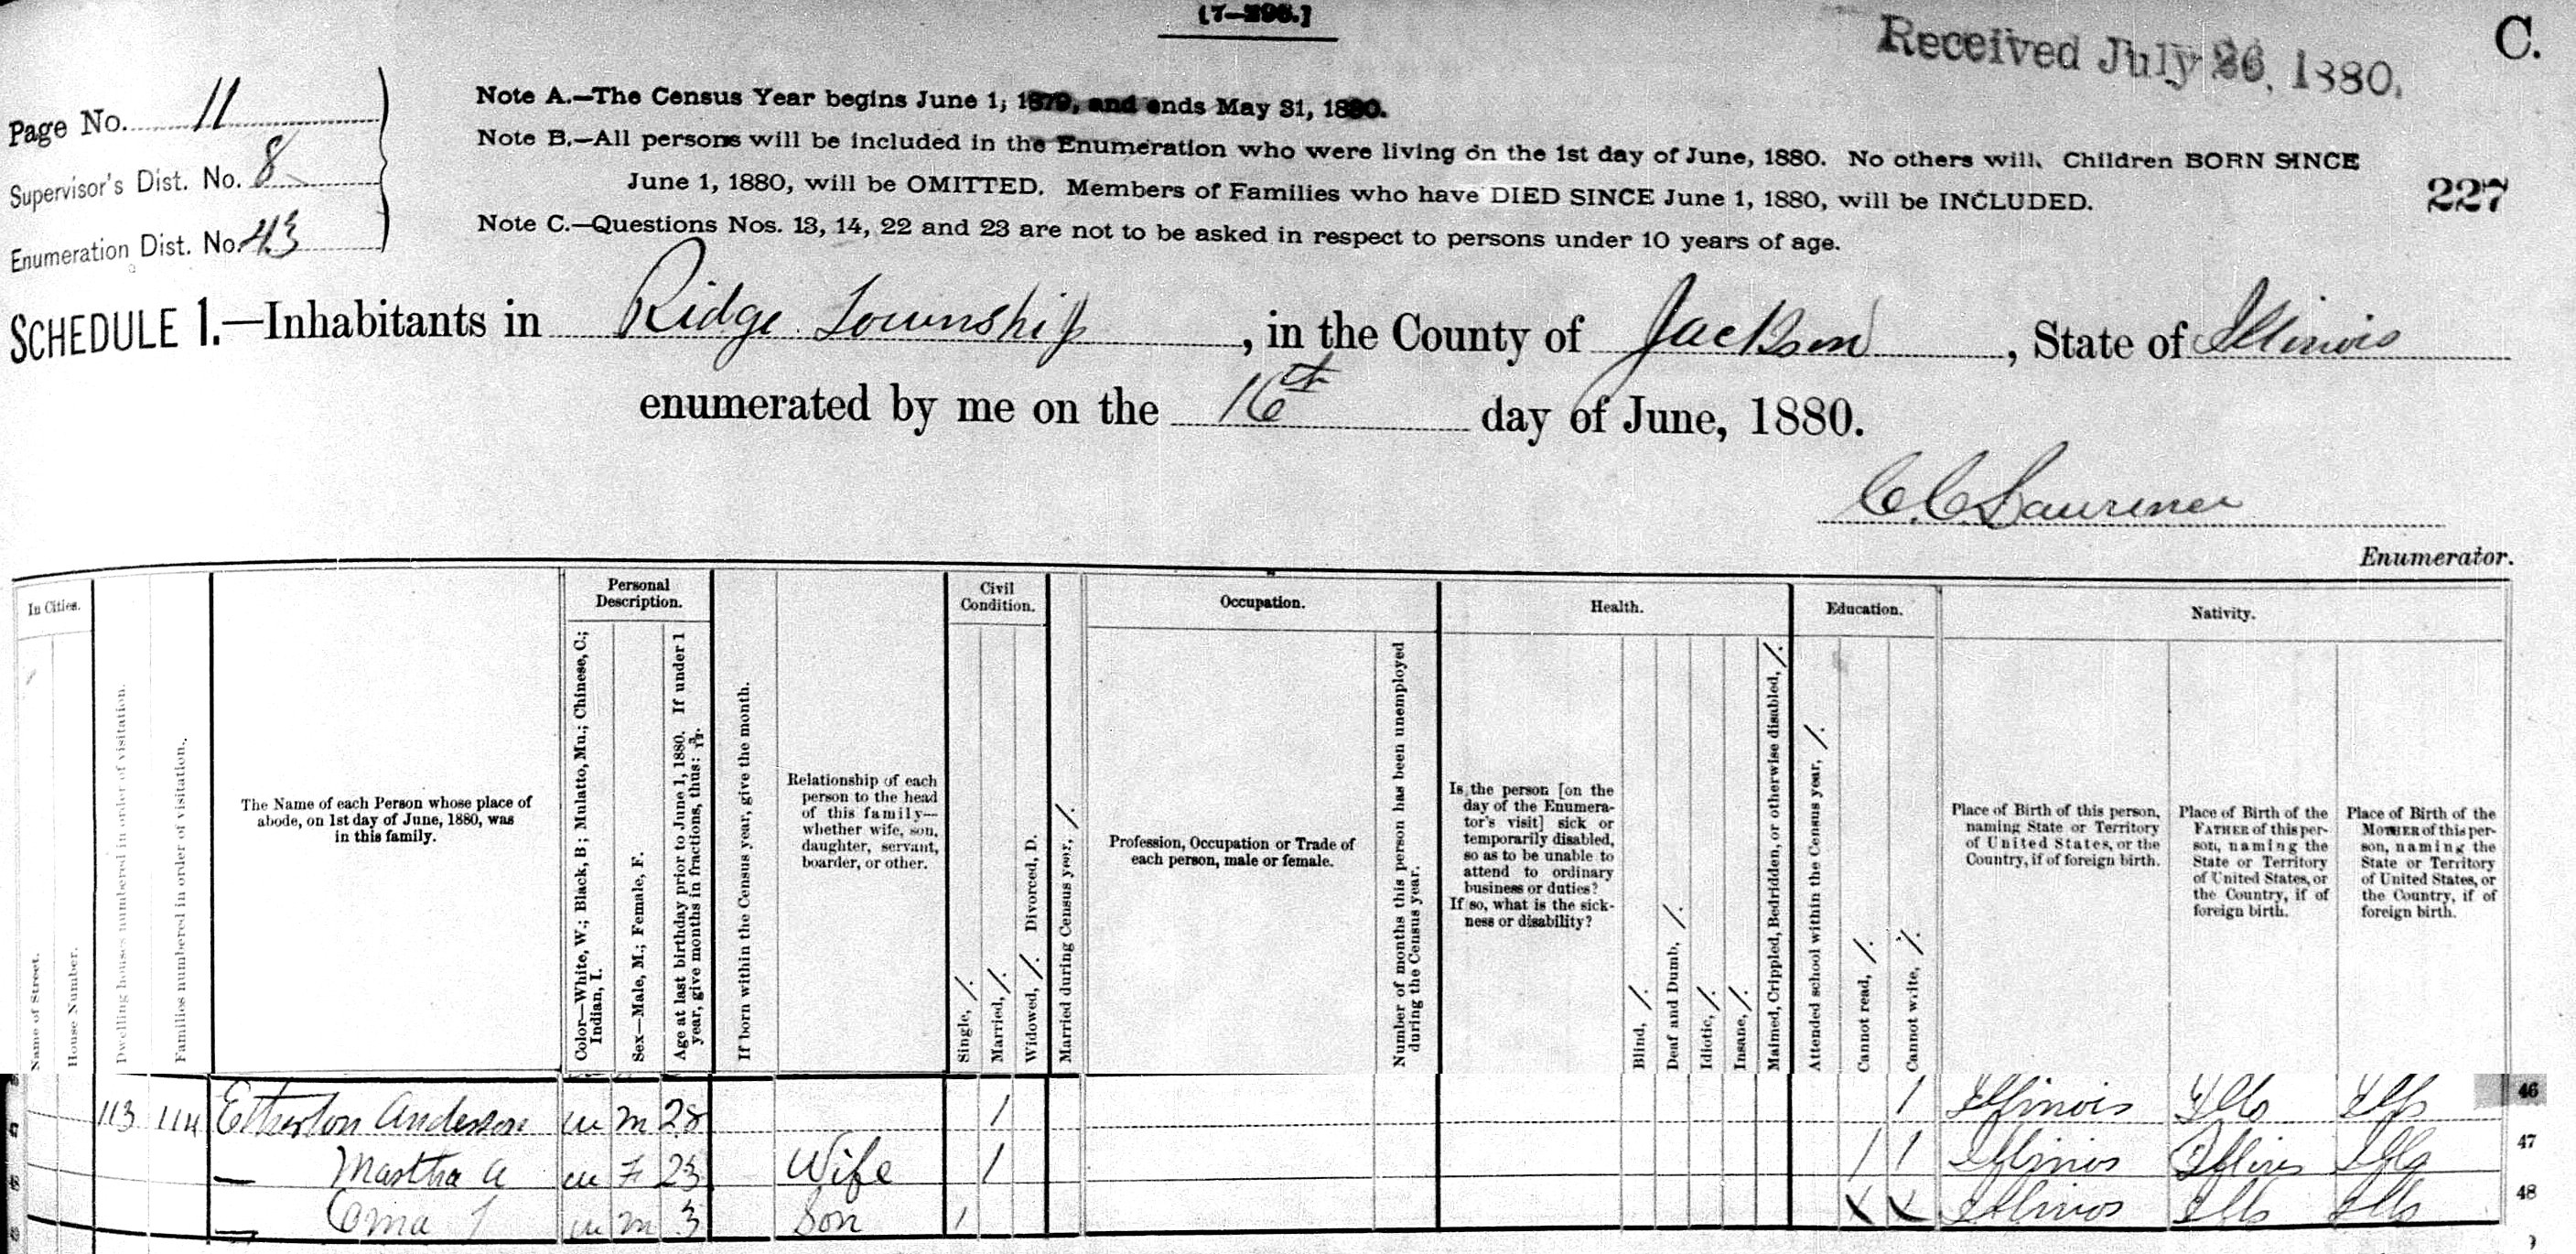 [7—296.]
C.
Received July 26, 1880.
Page No. 11
Supervisor's Dist. No. 8
Enumeration Dist. No. 43
Note A.—The Census Year begins June 1, 1879, and ends May 31, 1880.
Note B.—All persons will be included in the Enumeration who were living on the 1st day of June, 1880. No others will. Children BORN SINCE
June 1, 1880, will be OMITTED. Members of Families who have DIED SINCE June 1, 1880, will be INCLUDED.
Note C.—Questions Nos. 13, 14, 22 and 23 are not to be asked in respect to persons under 10 years of age.
227
SCHEDULE 1.—Inhabitants in Ridge Township, in the County of Jackson, State of Illinois
enumerated by me on the 16th day of June, 1880.
C.C.
Enumerator.
In Cities.
Name of Street.
House Number.
Dwelling houses numbered in order of visitation.
Families numbered in order of visitation.
The Name of each Person whose place of
abode, on 1st day of June, 1880, was
in this family.
Personal
Description.
Color—White, W.; Black, B.; Mulatto, Mu.; Chinese, C.;
Indian, I.
Sex—Male, M.; Female, F.
Age at last birthday prior to June 1, 1880. If under 1
year, give months in fractions, thus: 3/12.
If born within the Census year, give the month.
Relationship of each
person to the head
of this family—
whether wife, son,
daughter, servant,
boarder, or other.
Civil
Condition.
Single, /.
Married, /.
Widowed, /. Divorced, D.
Married during Census year, /.
Occupation.
Profession, Occupation or Trade of
each person, male or female.
Number of months this person has been unemployed
during the Census year.
Health.
Is the person [on the
day of the Enumera-
tor's visit] sick or
temporarily disabled,
so as to be unable to
attend to ordinary
business or duties?
If so, what is the sick-
ness or disability?
Blind, /.
Deaf and Dumb, /.
Idiotic, /.
Insane, /.
Maimed, Crippled, Bedridden, or otherwise disabled, /.
Education.
Attended school within the Census year, /.
Cannot read, /.
Cannot write, /.
Nativity.
Place of Birth of this person,
naming State or Territory
of United States, or the
Country, if of foreign birth.
Place of Birth of the
FATHER of this per-
son, naming the
State or Territory
of United States, or
the Country, if of
foreign birth.
Place of Birth of the
MOTHER of this per-
son, naming the
State or Territory
of United States, or
the Country, if of
foreign birth.
113 114 Etherton Anderson W M 28 / / Illinois Ills Ills 46
— Martha A W F 23 Wife / / / Illinois Illinois Ills 47
— Oma J W M 3 Son / X X Illinois Ills Ills 48